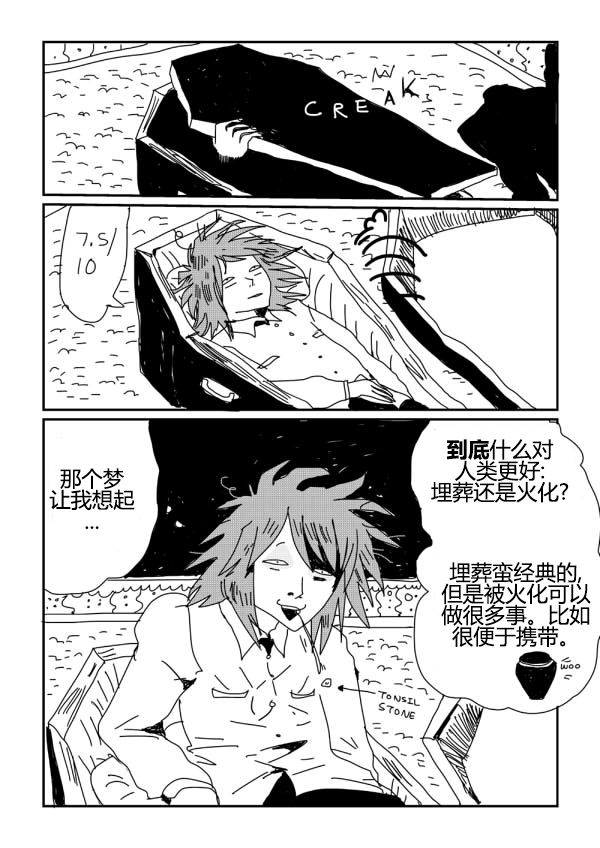 CREAK
7.5/
10
那个梦
让我想起
...
到底什么对
人类更好:
埋葬还是火化?
埋葬蛮经典的,
但是被火化可以
做很多事。比如
很便于携带。
WOO
TONSIL
STONE